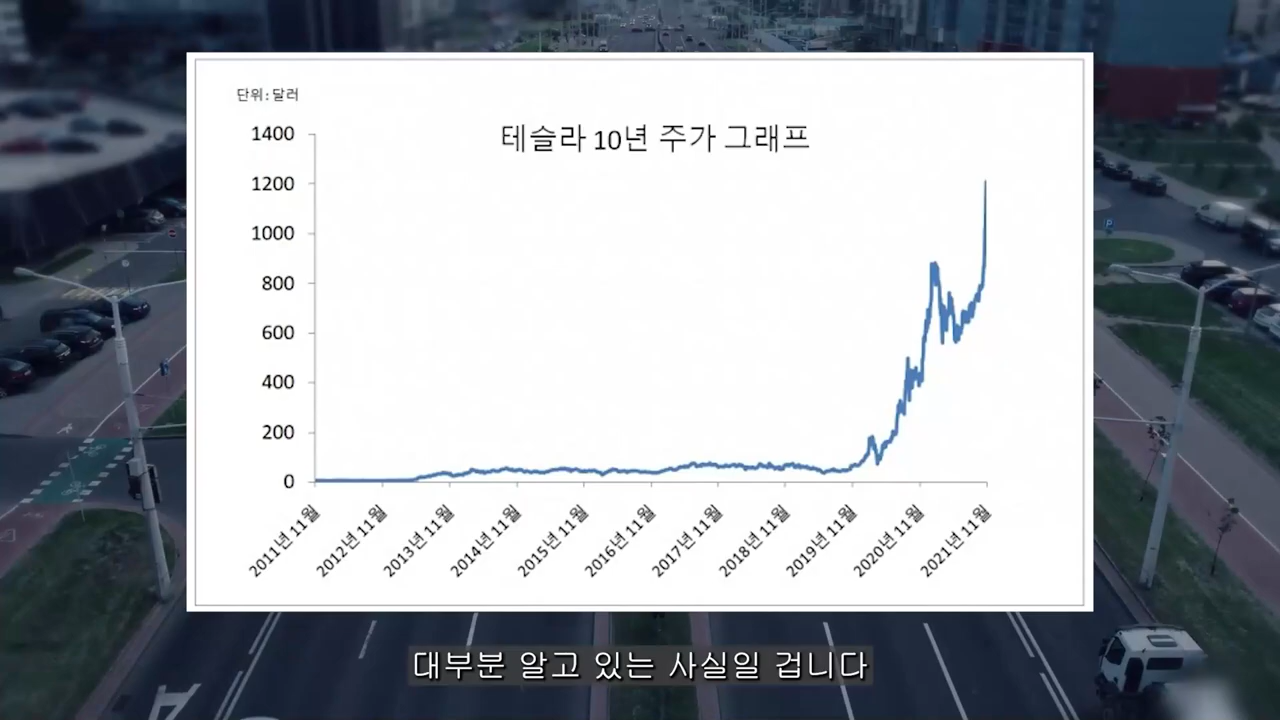 단위:달러
테슬라 10년 주가 그래프
1400
1200
1000
800
600
400
200
0
2011년 11월
2012년 11월
2013년 11월
2014년 11월
2015년 11월
2016년 11월
2017년 11월
2018년 11월
2019년 11월
2020년 11월
2021년 11월
대부분 알고 있는 사실일 겁니다